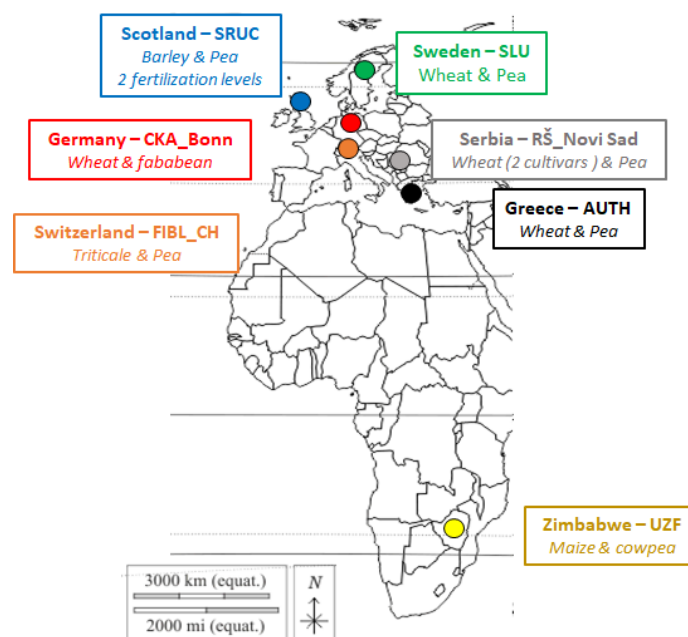 Scotland – SRUC
Barley & Pea
2 fertilization levels
Sweden – SLU
Wheat & Pea
Germany – CKA_Bonn
Wheat & fababean
Serbia – RŠ_Novi Sad
Wheat (2 cultivars ) & Pea
Greece – AUTH
Wheat & Pea
Switzerland – FIBL_CH
Triticale & Pea
Zimbabwe – UZF
Maize & cowpea
3000 km (equat.)
2000 mi (equat.)
N